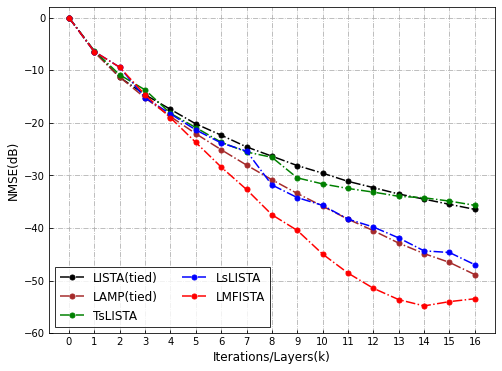 0
−10
−20
−30
−40
−50
−60
NMSE(dB)
LISTA(tied)
LAMP(tied)
TsLISTA
LsLISTA
LMFISTA
0 1 2 3 4 5 6 7 8 9 10 11 12 13 14 15 16
Iterations/Layers(k)